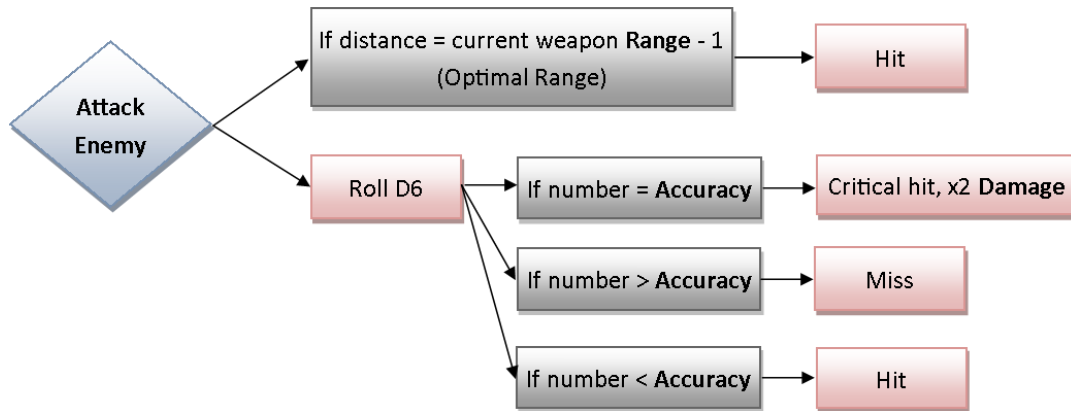 If distance = current weapon Range - 1
(Optimal Range)
Hit
Attack
Enemy
Roll D6
If number = Accuracy
Critical hit, x2 Damage
If number > Accuracy
Miss
If number < Accuracy
Hit